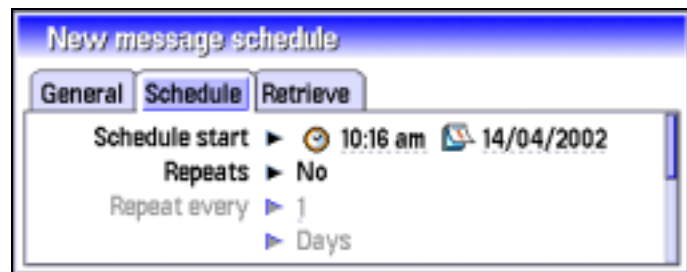 New message schedule
General Schedule Retrieve
Schedule start 10:16 am 14/04/2002
Repeats No
Repeat every 1
Days